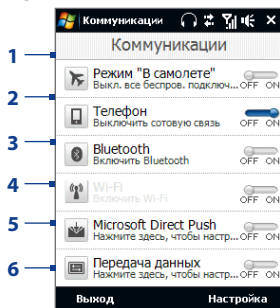 Коммуникации
Коммуникации
1
Режим "В самолете"
Выкл. все беспров. подключ... OFF ON
2
Телефон
Выключить сотовую связь OFF ON
3
Bluetooth
Включить Bluetooth OFF ON
4
Wi-Fi
Включить Wi-Fi OFF ON
5
Microsoft Direct Push
Нажмите здесь, чтобы настр... OFF ON
6
Передача данных
Нажмите здесь, чтобы настр... OFF ON
Выход Настройка